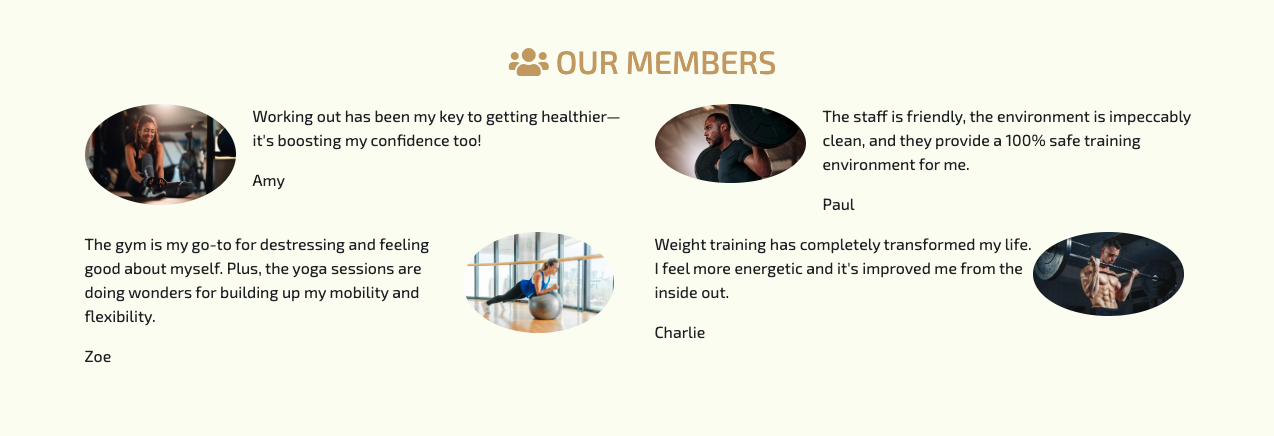 OUR MEMBERS
Working out has been my key to getting healthier—
it's boosting my confidence too!
Amy
The staff is friendly, the environment is impeccably
clean, and they provide a 100% safe training
environment for me.
Paul
The gym is my go-to for destressing and feeling
good about myself. Plus, the yoga sessions are
doing wonders for building up my mobility and
flexibility.
Zoe
Weight training has completely transformed my life.
I feel more energetic and it's improved me from the
inside out.
Charlie